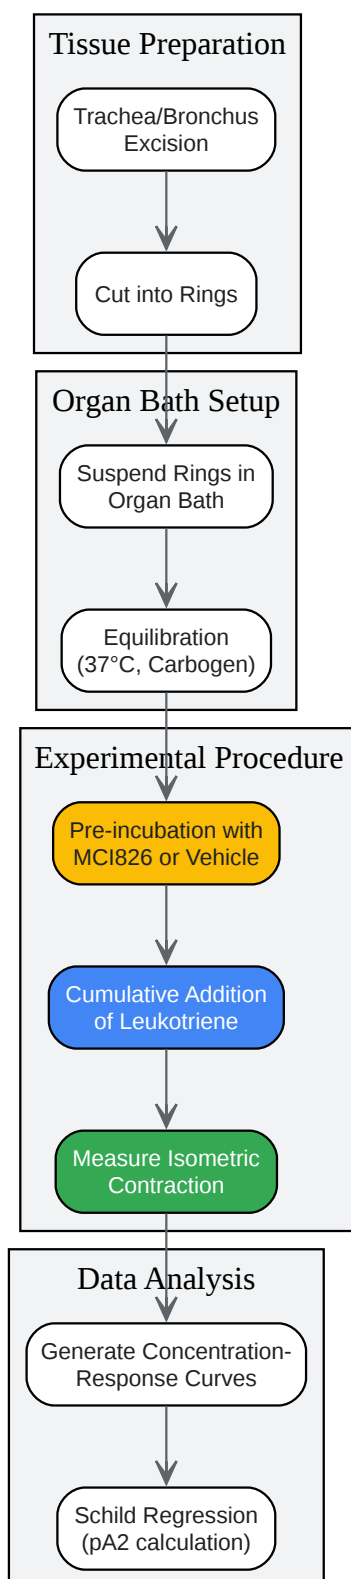 Tissue Preparation
Trachea/Bronchus
Excision
Cut into Rings
Organ Bath Setup
Suspend Rings in
Organ Bath
Equilibration
(37°C, Carbogen)
Experimental Procedure
Pre-incubation with
MCI826 or Vehicle
Cumulative Addition
of Leukotriene
Measure Isometric
Contraction
Data Analysis
Generate Concentration-
Response Curves
Schild Regression
(pA2 calculation)